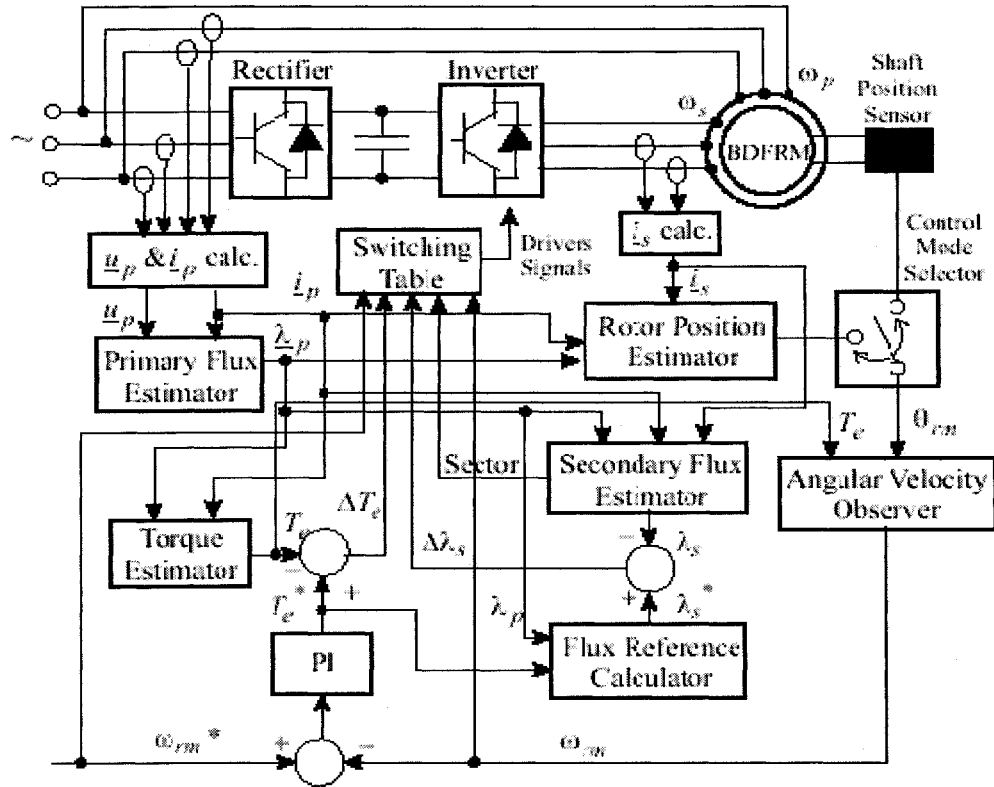 Rectifier
Inverter
ω_p
Shaft
Position
Sensor
~
ω_s
BDFRM
u_p & i_p calc.
Switching
Table
Drivers
Signals
i_s calc.
Control
Mode
Selector
u_p
i_p
i_s
Primary Flux
Estimator
λ_p
Rotor Position
Estimator
T_e
θ_rm
Sector
Secondary Flux
Estimator
Angular Velocity
Observer
Torque
Estimator
T_e
ΔT_e
Δλ_s
−
λ_s
−
+
T_e*
+
λ_s*
λ_p
PI
Flux Reference
Calculator
ω_rm*
+
−
ω_rm